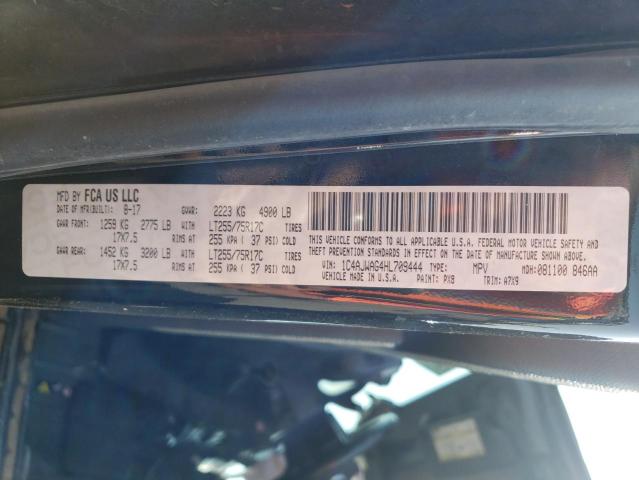 MFD BY FCA US LLC
DATE OF MFR(BUILT): 8-17 GVWR: 2223 KG 4900 LB
GAWR FRONT: 1259 KG 2775 LB WITH LT255/75R17C TIRES
17X7.5 RIMS AT 255 KPA ( 37 PSI) COLD
GAWR REAR: 1452 KG 3200 LB WITH LT255/75R17C TIRES
17X7.5 RIMS AT 255 KPA ( 37 PSI) COLD
THIS VEHICLE CONFORMS TO ALL APPLICABLE U.S.A. FEDERAL MOTOR VEHICLE SAFETY,
BUMPER AND THEFT PREVENTION STANDARDS IN EFFECT ON THE DATE OF MANUFACTURE SHOWN ABOVE.
VIN: 1C4AJWAG4HL709444 TYPE: MPV MDH: 081100 846AA
VEHICLE MADE IN U.S.A. PAINT: PX8 TRIM: A7X9